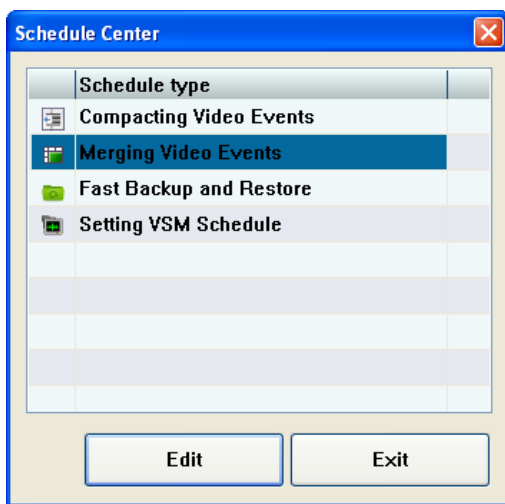 Schedule Center
Schedule type
Compacting Video Events
Merging Video Events
Fast Backup and Restore
Setting VSM Schedule
Edit
Exit